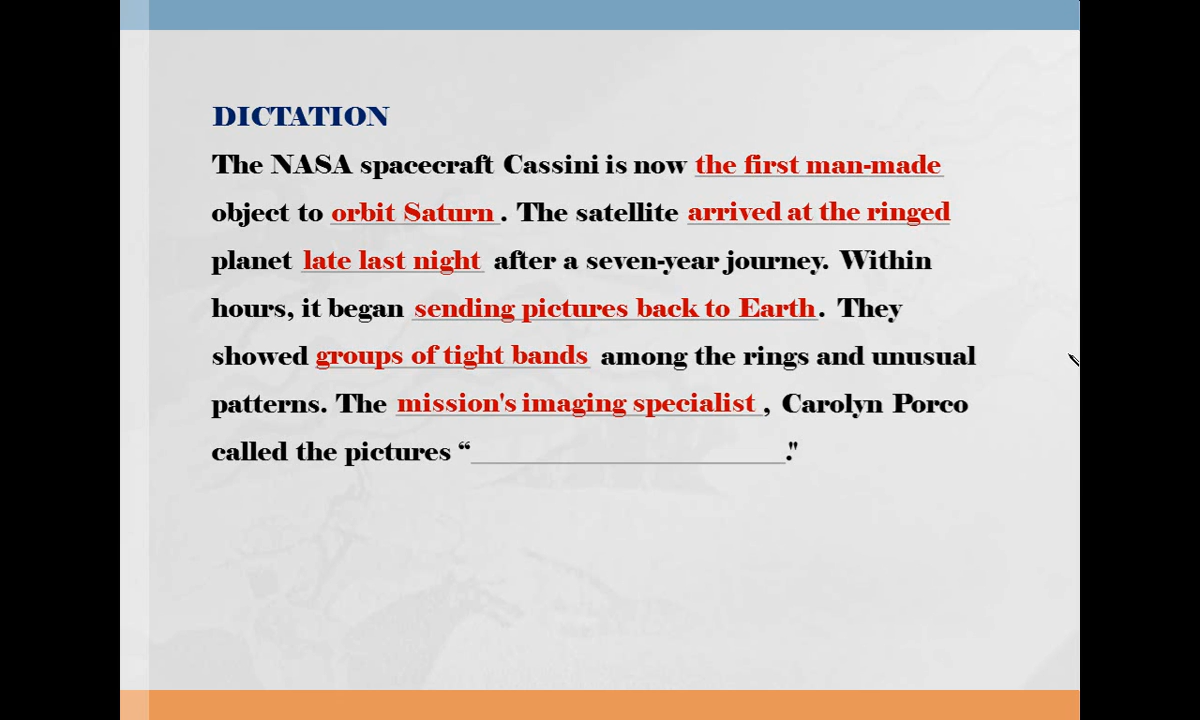 DICTATION
The NASA spacecraft Cassini is now the first man-made
object to orbit Saturn. The satellite arrived at the ringed
planet late last night after a seven-year journey. Within
hours, it began sending pictures back to Earth. They
showed groups of tight bands among the rings and unusual
patterns. The mission's imaging specialist, Carolyn Porco
called the pictures “____________________."